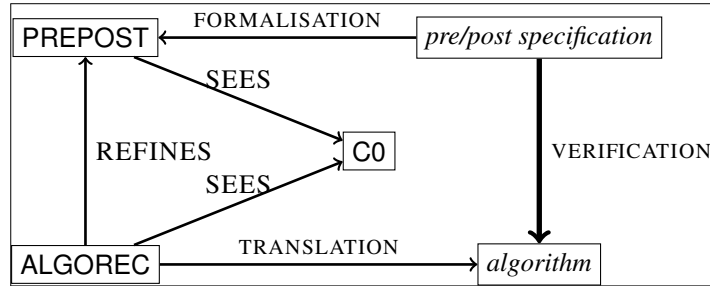 FORMALISATION
PREPOST
pre/post specification
SEES
REFINES
C0
VERIFICATION
SEES
TRANSLATION
ALGOREC
algorithm